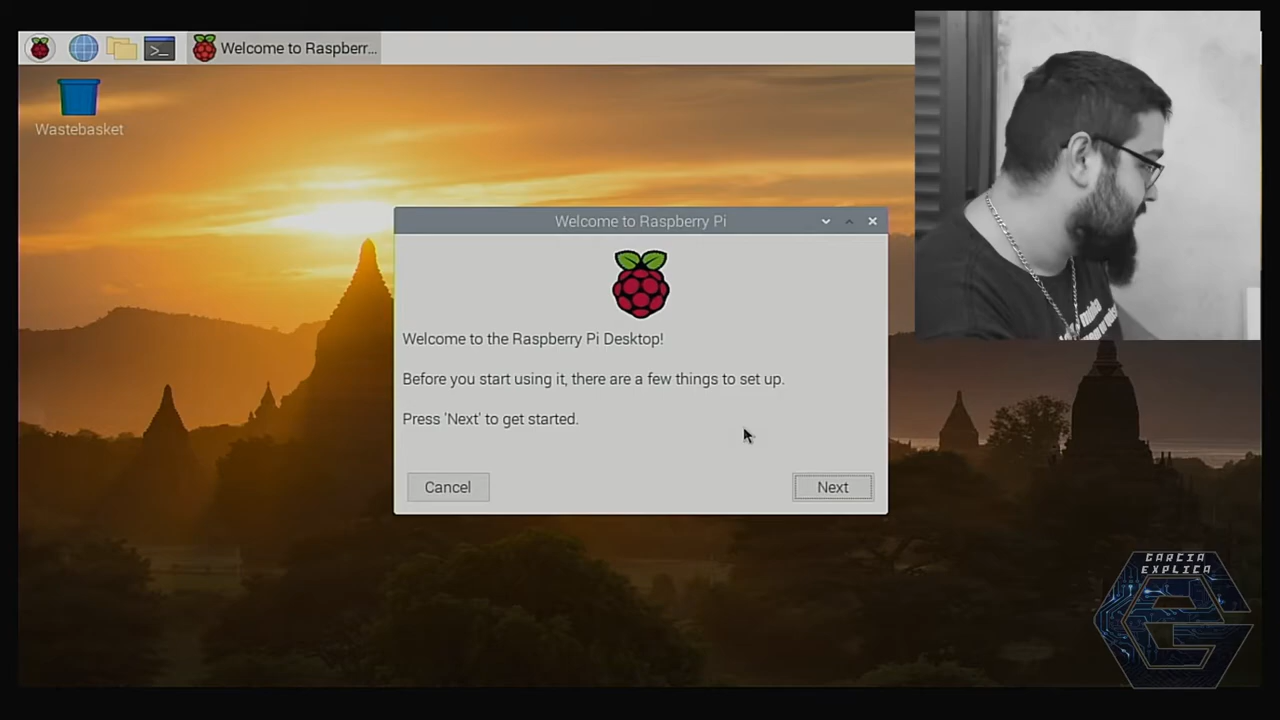 Welcome to Raspberr...
Wastebasket
Welcome to Raspberry Pi
Welcome to the Raspberry Pi Desktop!
Before you start using it, there are a few things to set up.
Press 'Next' to get started.
Cancel
Next
GARCIA
EXPLICA